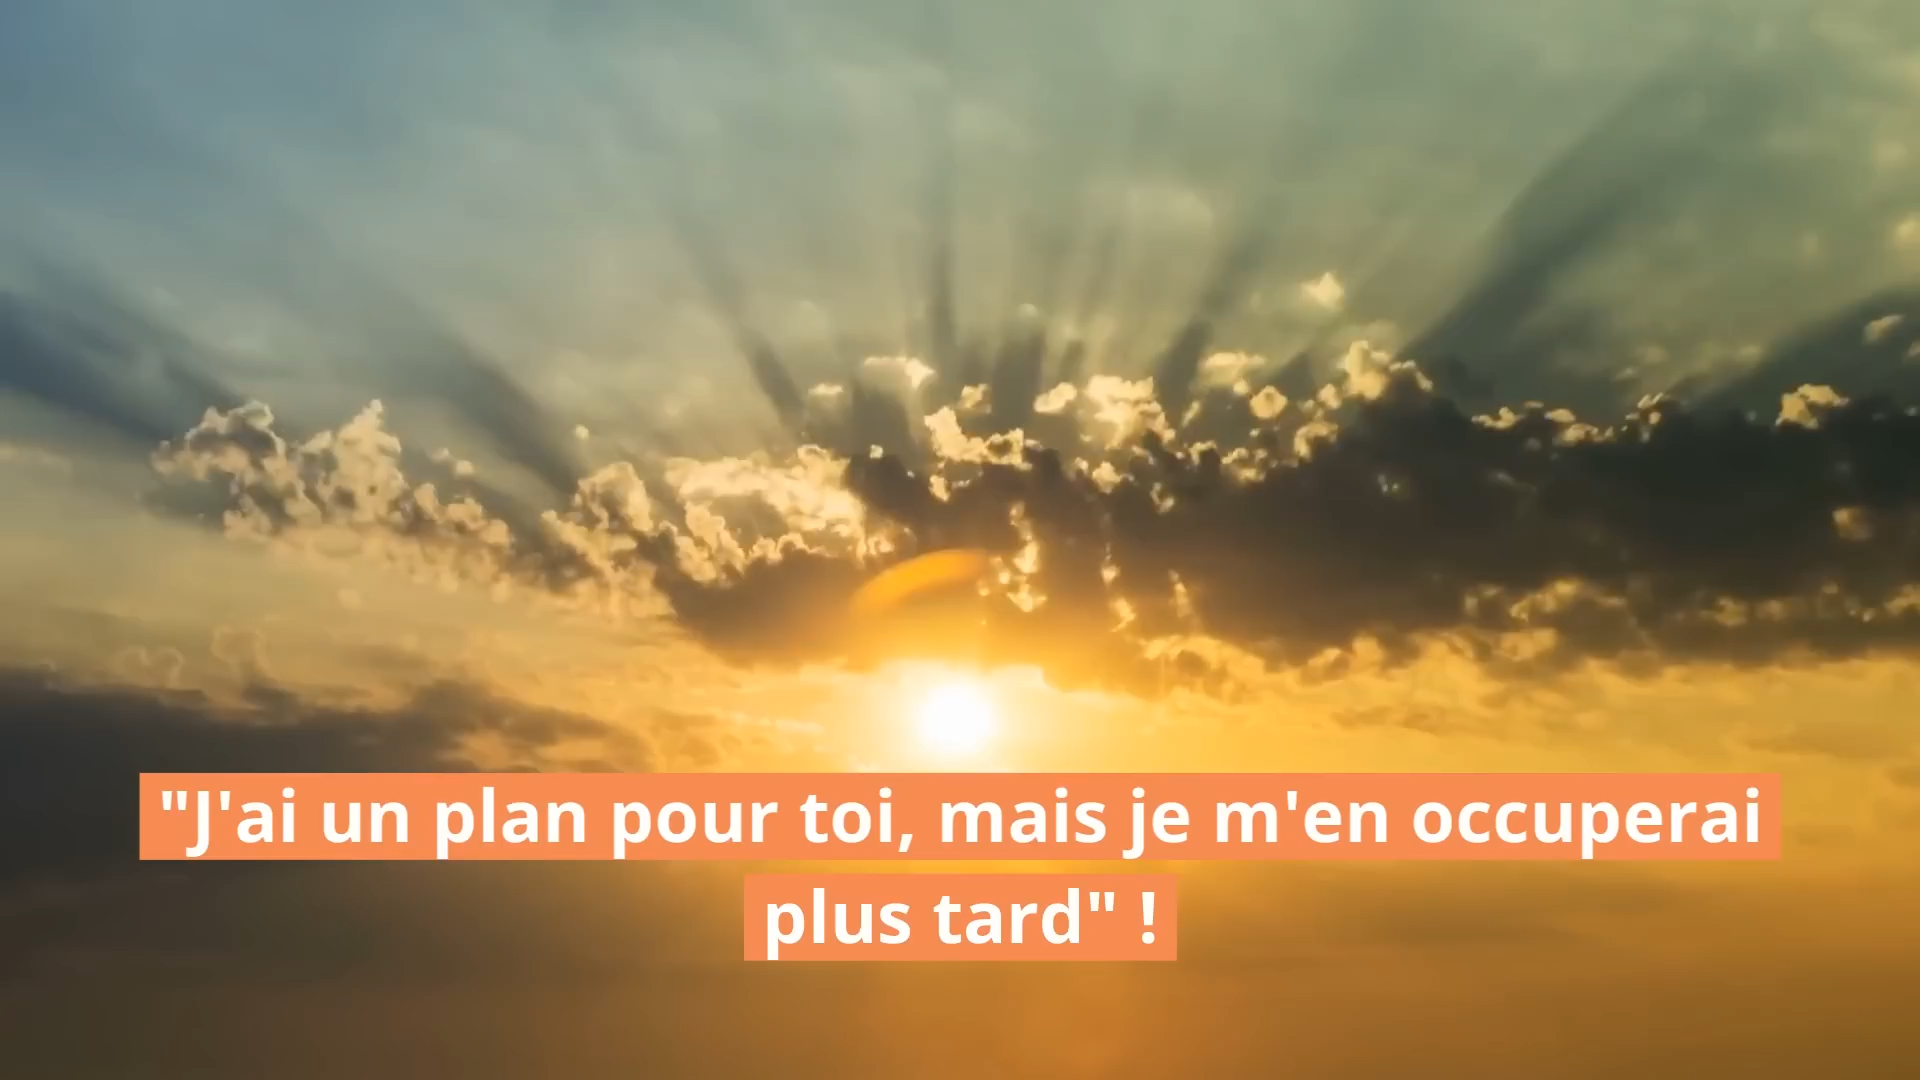 "J'ai un plan pour toi, mais je m'en occuperai
plus tard" !